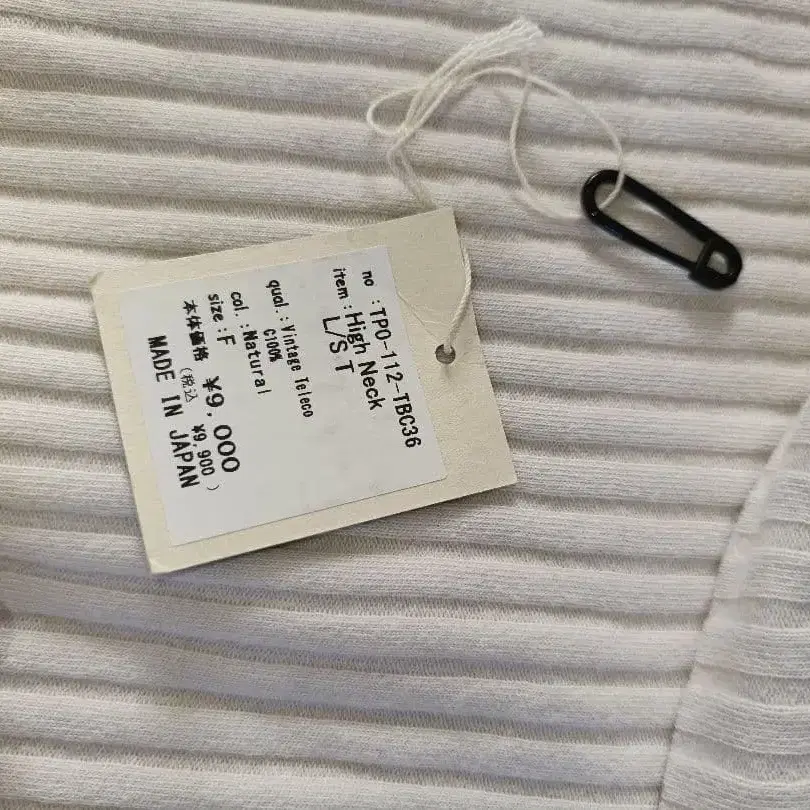 no :TPO-112-TBC36
item:High Neck
L/S T
qual.:Vintage Teleco
C100%
col.:Natural
size:F
本体価格 ¥9,000
(税込 ¥9,900)
MADE IN JAPAN